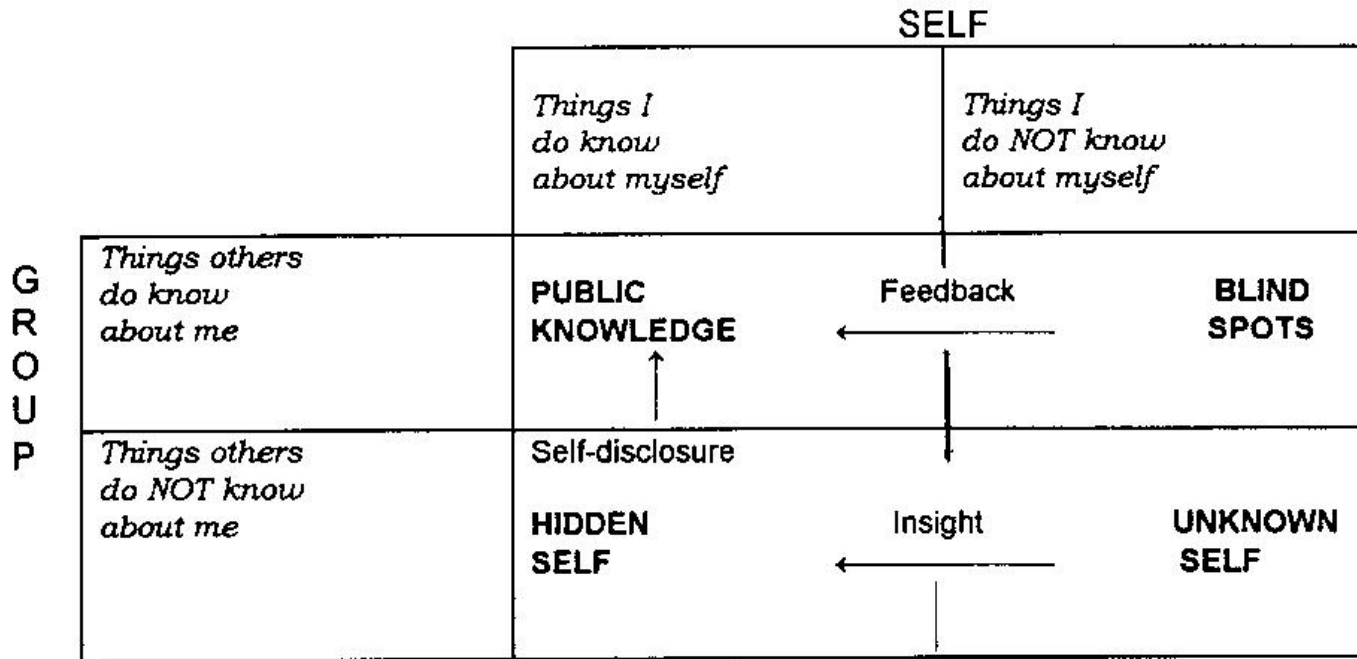 SELF
Things I
do know
about myself
Things I
do NOT know
about myself
GROUP
Things others
do know
about me
PUBLIC
KNOWLEDGE
Feedback
BLIND
SPOTS
Things others
do NOT know
about me
Self-disclosure
HIDDEN
SELF
Insight
UNKNOWN
SELF